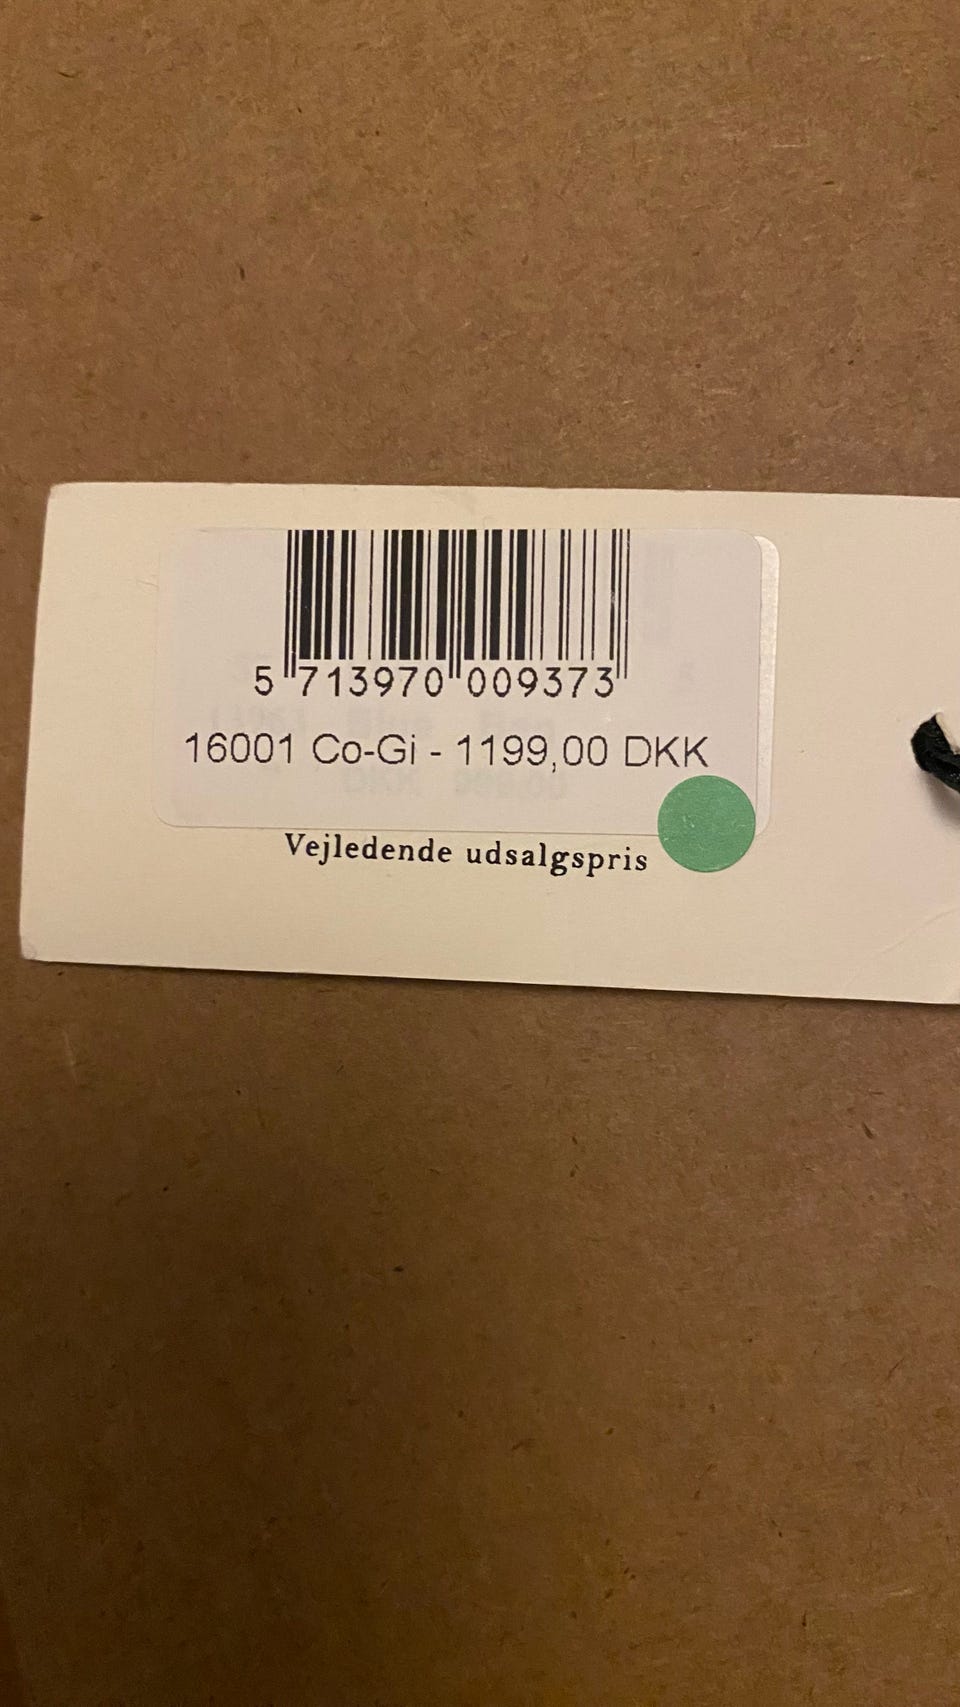 5 713970 009373
16001 Co-Gi - 1199,00 DKK
Vejledende udsalgspris